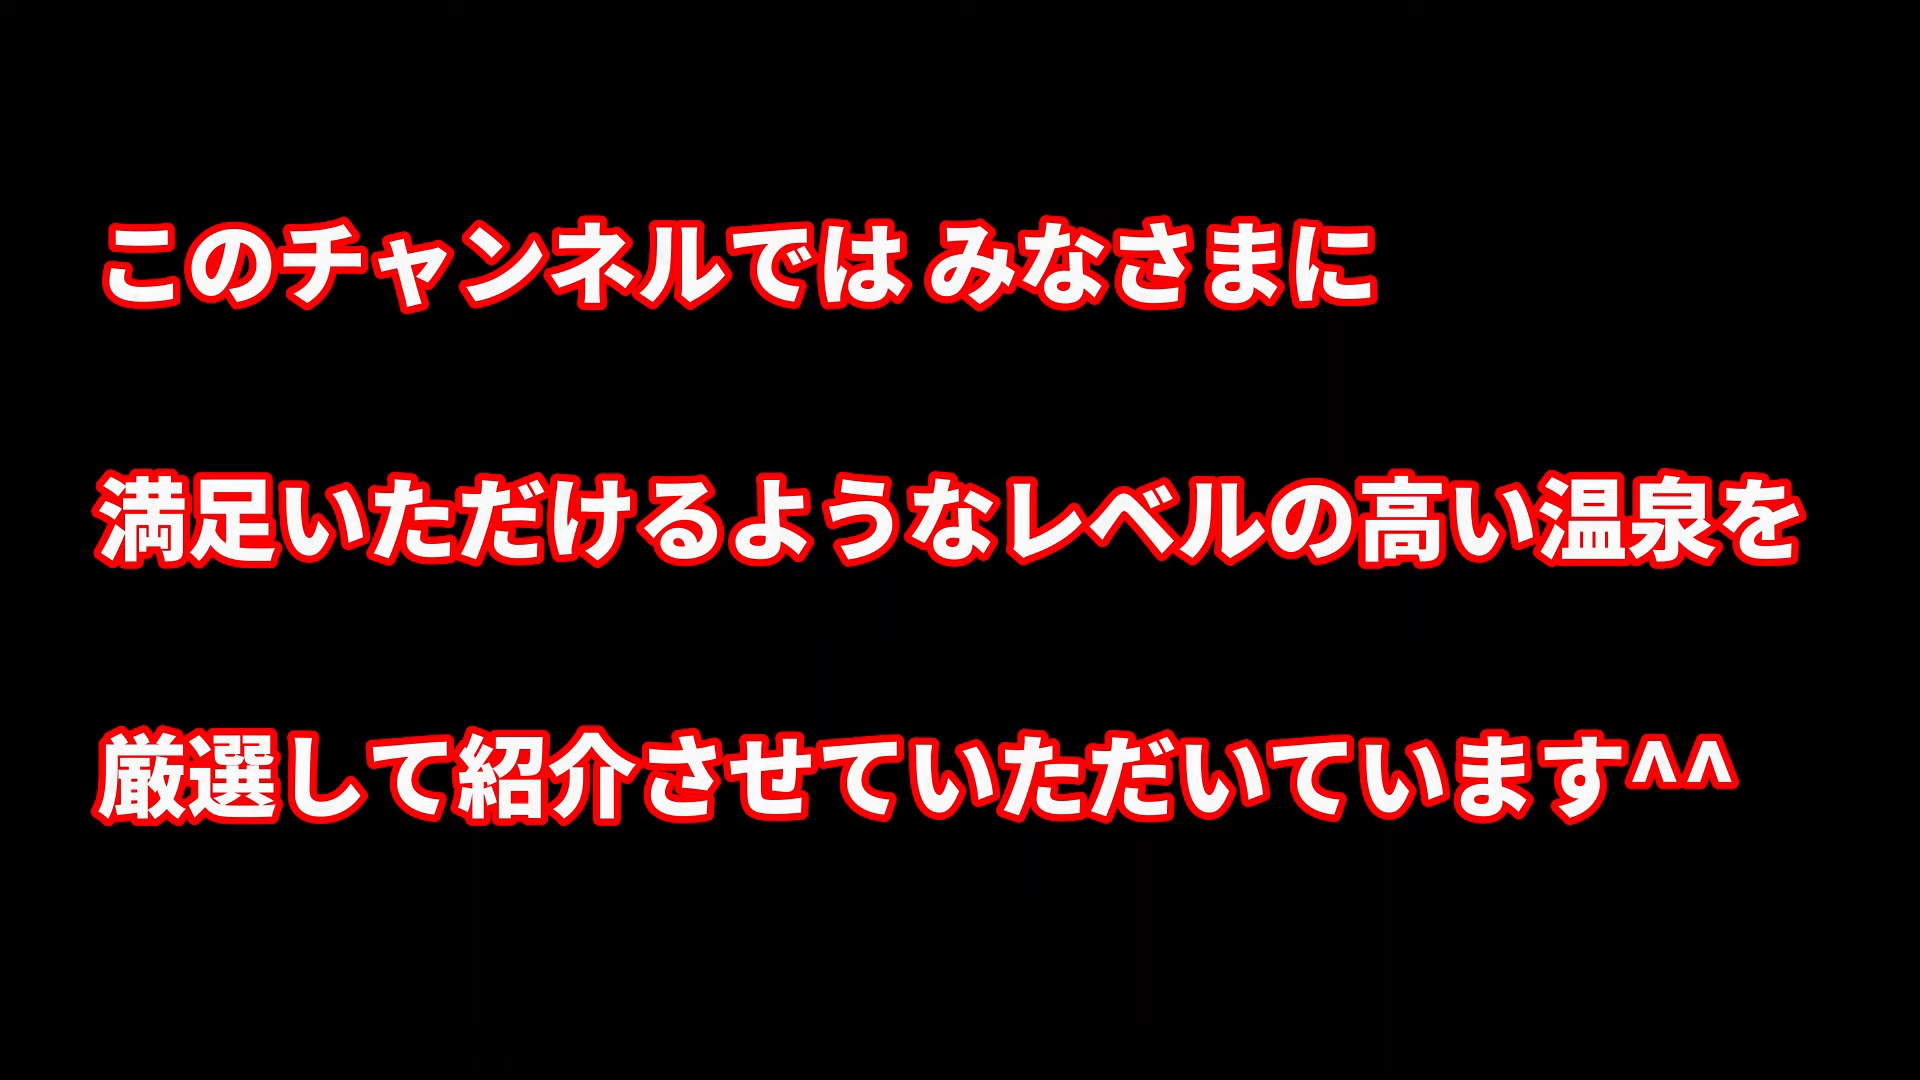 このチャンネルでは みなさまに
満足いただけるようなレベルの高い温泉を
厳選して紹介させていただいています^^